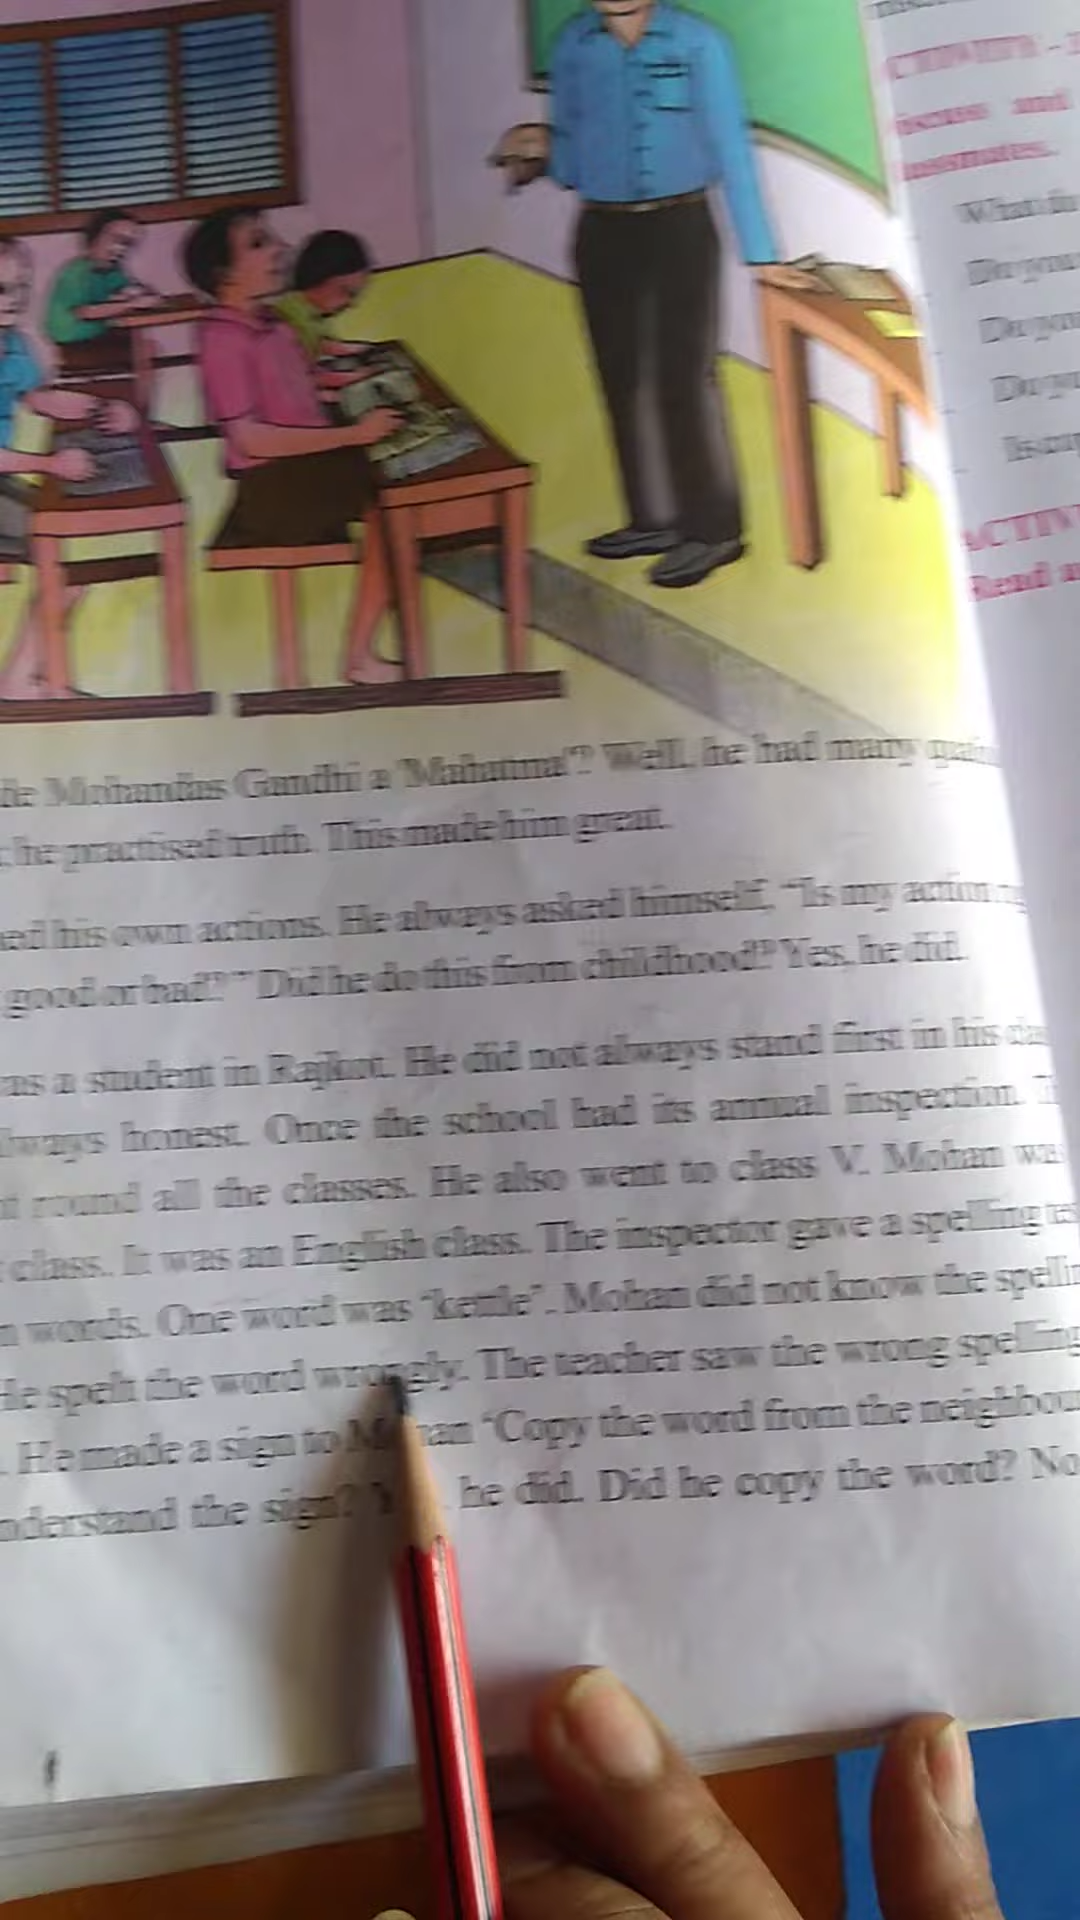 Mohandas Gandhi a 'Mahatma'? Well, he had many
he practised truth. This made him great.
his own actions. He always asked himself, "Is my action
good or bad?" Did he do this from childhood? Yes, he did.
as a student in Rajkot. He did not always stand first in his
lways honest. Once the school had its annual inspection.
round all the classes. He also went to class V. Mohan was
class. It was an English class. The inspector gave a spelling
words. One word was 'kettle'. Mohan did not know the spellin
He spelt the word wrongly. The teacher saw the wrong spelling
. He made a sign to M an 'Copy the word from the neighbou
nderstand the sign? Y , he did. Did he copy the word? No
ACTIV
Read